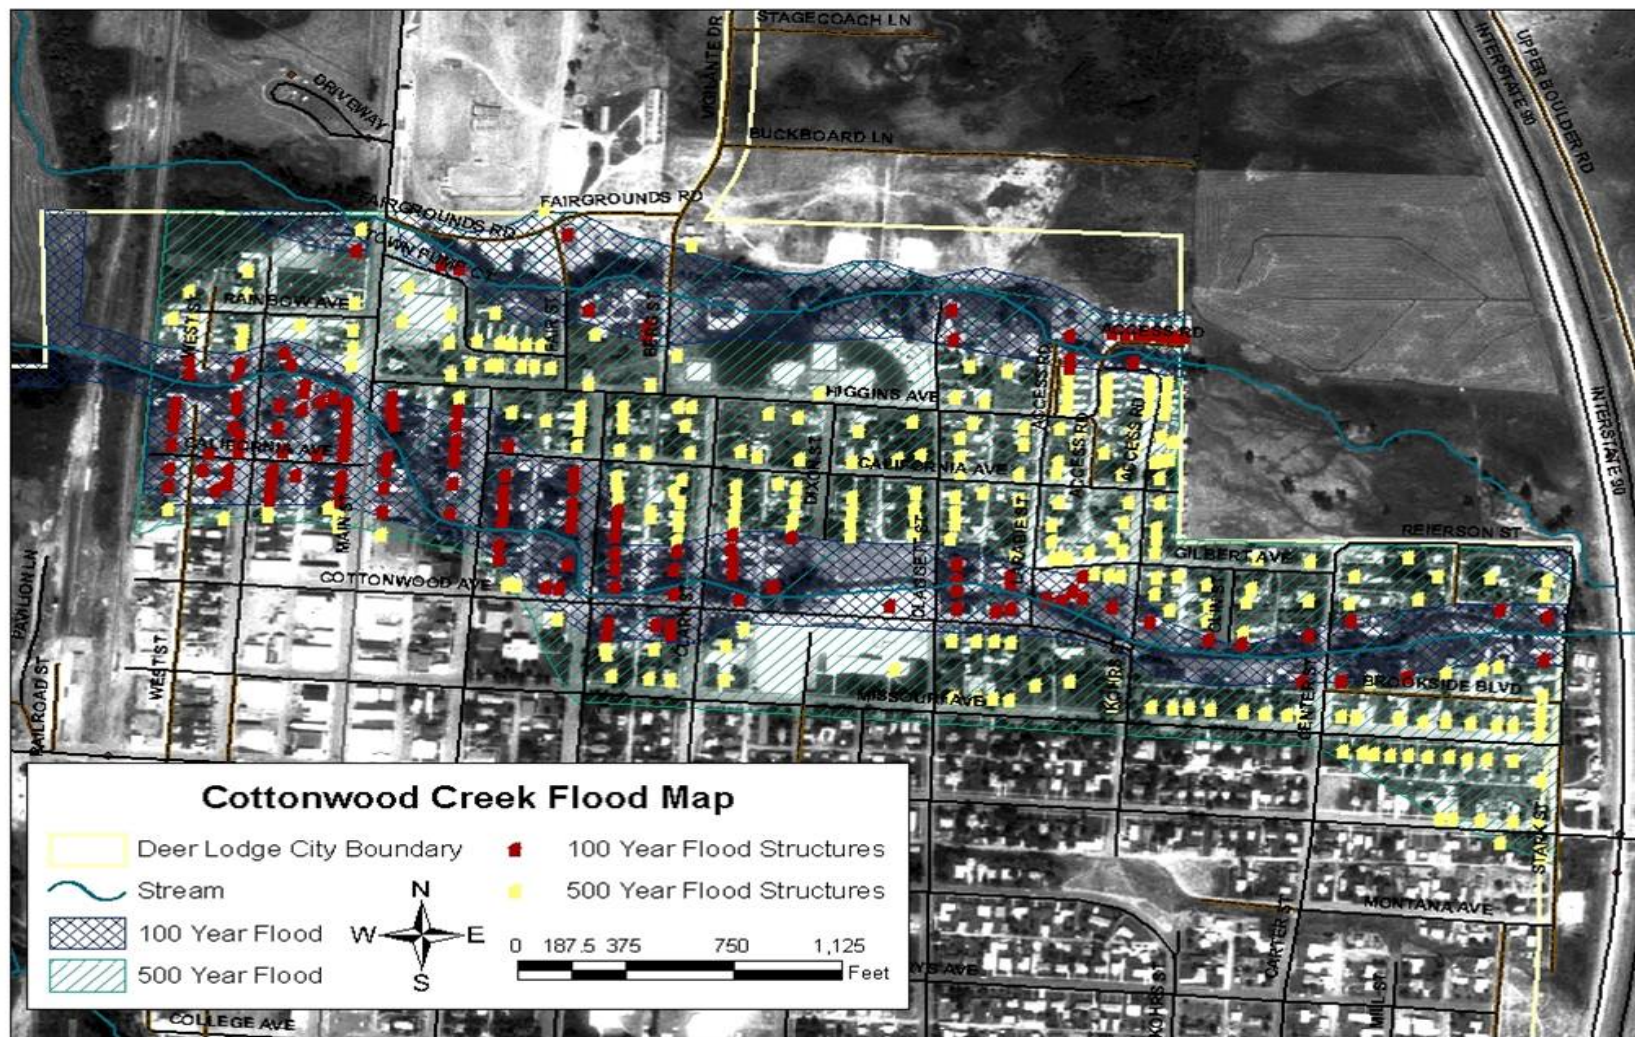 STAGECOACH LN
VIGILANTE DR
INTERSTATE 90
UPPER BOULDER RD
DRIVEWAY
BUCKBOARD LN
FAIRGROUNDS RD
FAIRGROUNDS RD
RAINBOW AVE
WEST ST
FAIR ST
BERG ST
ACCESS RD
ACCESS RD
HIGGINS AVE
INTERSTATE 90
ACCESS RD
ACCESS RD
CALIFORNIA AVE
CALIFORNIA AVE
DIXON ST
MAIN ST
REIERSON ST
GILBERT AVE
PAVILION LN
COTTONWOOD AVE
CLARK ST
WEST ST
RAILROAD ST
MISSOURI AVE
BROOKSIDE BLVD
STARK ST
MONTANA AVE
CARTER ST
KOHRS ST
MILL ST
COLLEGE AVE
Cottonwood Creek Flood Map
Deer Lodge City Boundary
100 Year Flood Structures
Stream
500 Year Flood Structures
100 Year Flood
500 Year Flood
N
W E
S
0 187.5 375 750 1,125
Feet